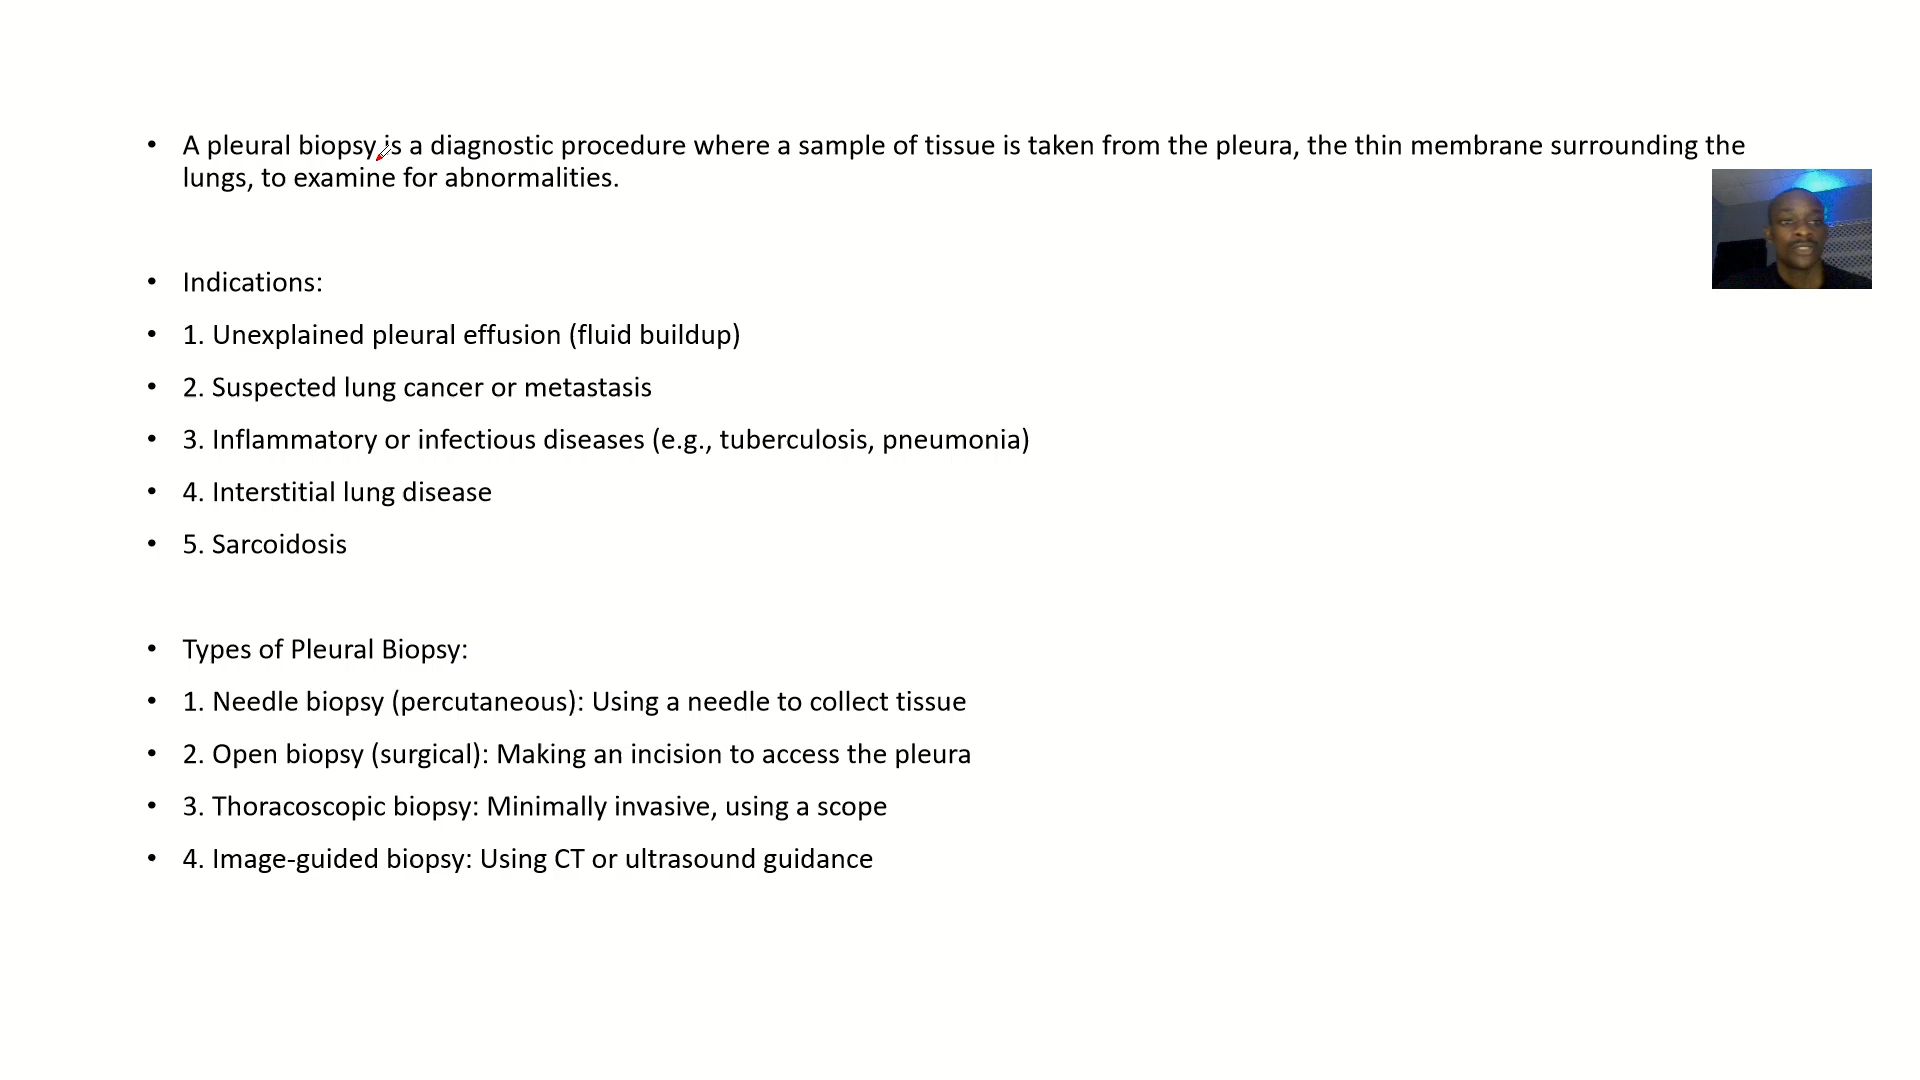 • A pleural biopsy is a diagnostic procedure where a sample of tissue is taken from the pleura, the thin membrane surrounding the
lungs, to examine for abnormalities.
• Indications:
• 1. Unexplained pleural effusion (fluid buildup)
• 2. Suspected lung cancer or metastasis
• 3. Inflammatory or infectious diseases (e.g., tuberculosis, pneumonia)
• 4. Interstitial lung disease
• 5. Sarcoidosis
• Types of Pleural Biopsy:
• 1. Needle biopsy (percutaneous): Using a needle to collect tissue
• 2. Open biopsy (surgical): Making an incision to access the pleura
• 3. Thoracoscopic biopsy: Minimally invasive, using a scope
• 4. Image-guided biopsy: Using CT or ultrasound guidance